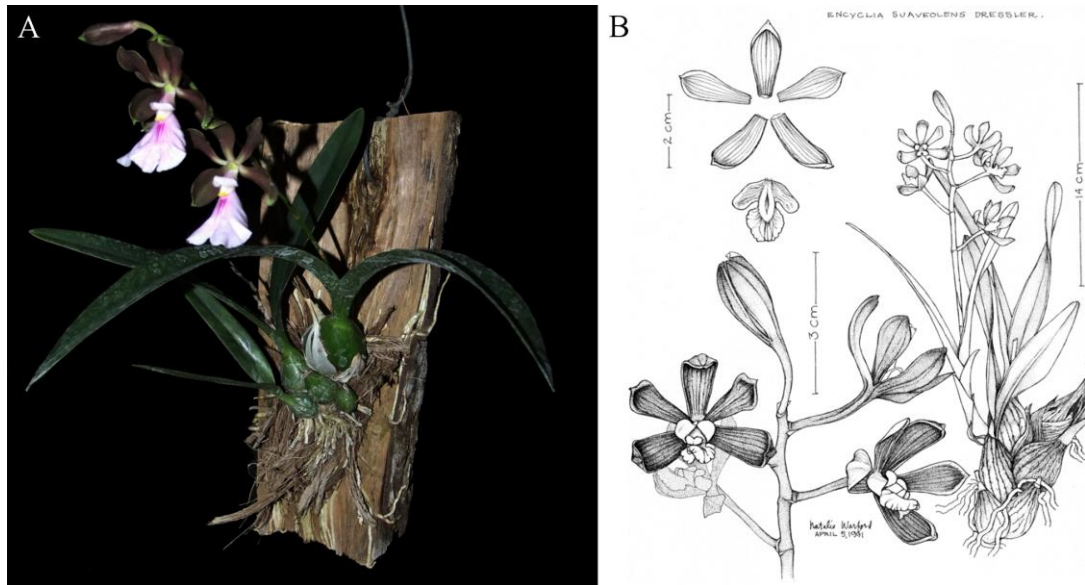 A
B
ENCYCLIA SUAVEOLENS DRESSLER.
2 cm
14 cm
3 cm
Natalie Warford
APRIL 5, 1991